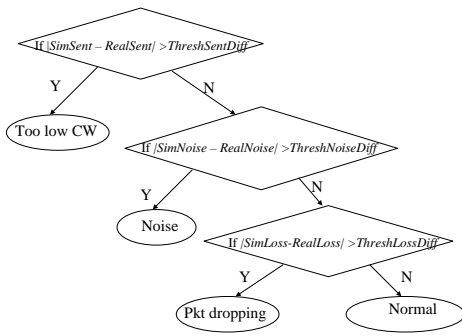 If |SimSent – RealSent| >ThreshSentDiff
Y
N
Too low CW
If |SimNoise – RealNoise| >ThreshNoiseDiff
Y
N
Noise
If |SimLoss-RealLoss| >ThreshLossDiff
Y
N
Pkt dropping
Normal